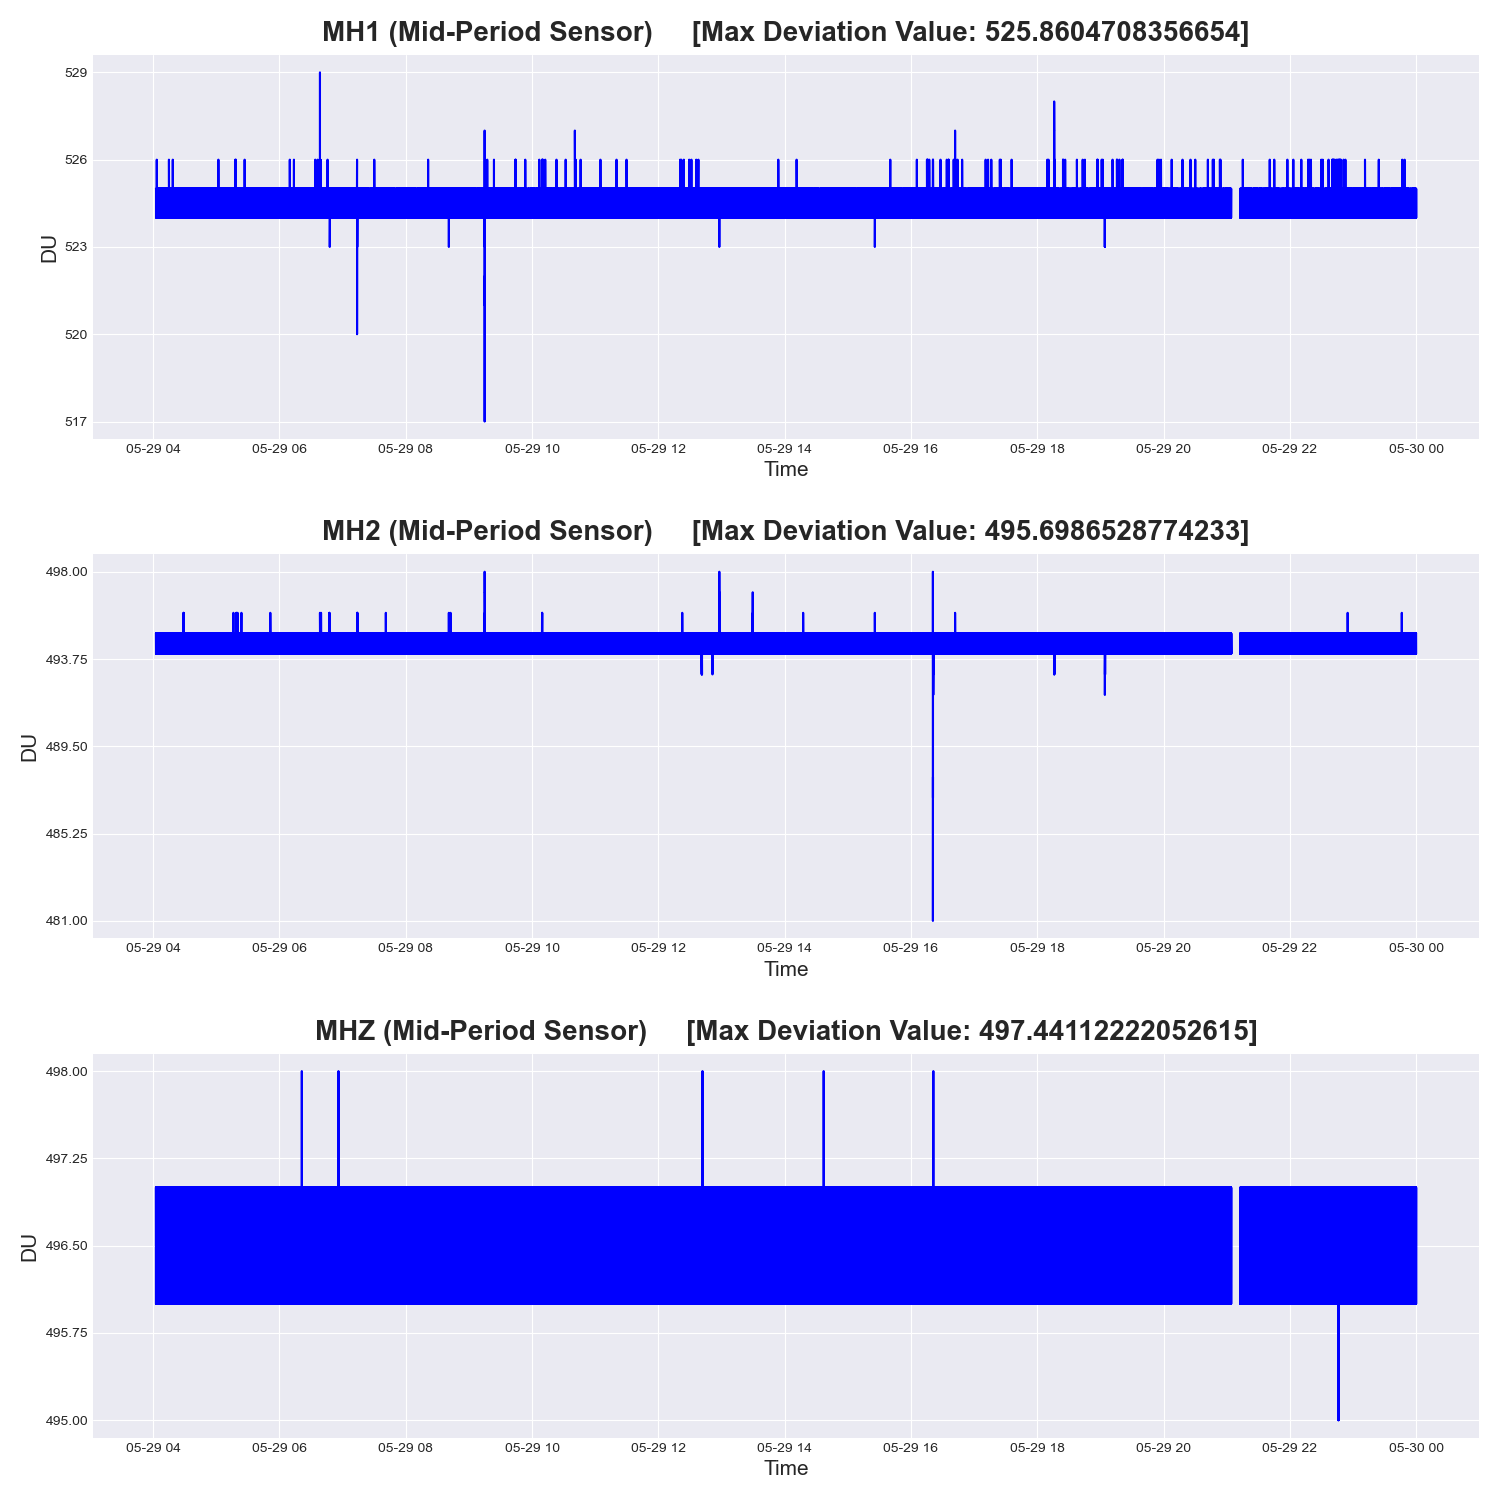 MH1 (Mid-Period Sensor) [Max Deviation Value: 525.8604708356654]
529
526
523
520
517
DU
05-29 04 05-29 06 05-29 08 05-29 10 05-29 12 05-29 14 05-29 16 05-29 18 05-29 20 05-29 22 05-30 00
Time
MH2 (Mid-Period Sensor) [Max Deviation Value: 495.6986528774233]
498.00
493.75
489.50
485.25
481.00
DU
05-29 04 05-29 06 05-29 08 05-29 10 05-29 12 05-29 14 05-29 16 05-29 18 05-29 20 05-29 22 05-30 00
Time
MHZ (Mid-Period Sensor) [Max Deviation Value: 497.44112222052615]
498.00
497.25
496.50
495.75
495.00
DU
05-29 04 05-29 06 05-29 08 05-29 10 05-29 12 05-29 14 05-29 16 05-29 18 05-29 20 05-29 22 05-30 00
Time